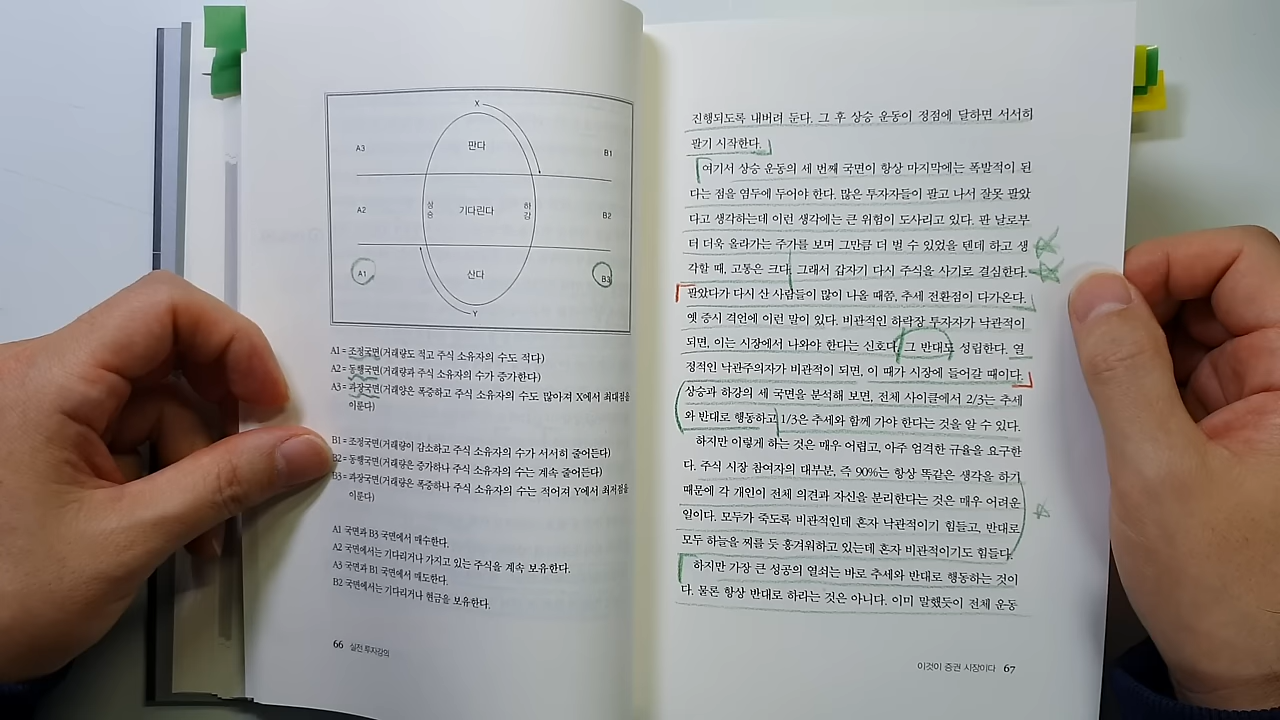 X
A3
판다
B1
A2
상승
기다린다
하강
B2
A1
산다
B3
Y
A1 = 조정국면(거래량도 적고 주식 소유자의 수도 적다)
A2 = 동행국면(거래량과 주식 소유자의 수가 증가한다)
A3 = 과장국면(거래량은 폭증하고 주식 소유자의 수도 많아져 X에서 최대점을
이룬다)
B1 = 조정국면(거래량이 감소하고 주식 소유자의 수가 서서히 줄어든다)
B2 = 동행국면(거래량은 증가하나 주식 소유자의 수는 계속 줄어든다)
B3 = 과장국면(거래량은 폭증하나 주식 소유자의 수는 적어져 Y에서 최저점을
이룬다)
A1 국면과 B3 국면에서 매수한다.
A2 국면에서는 기다리거나 가지고 있는 주식을 계속 보유한다.
A3 국면과 B1 국면에서 매도한다.
B2 국면에서는 기다리거나 현금을 보유한다.
66 실전 투자강의
진행되도록 내버려 둔다. 그 후 상승 운동이 정점에 달하면 서서히
팔기 시작한다.
여기서 상승 운동의 세 번째 국면이 항상 마지막에는 폭발적이 된
다는 점을 염두에 두어야 한다. 많은 투자자들이 팔고 나서 잘못 팔았
다고 생각하는데 이런 생각에는 큰 위험이 도사리고 있다. 판 날로부
터 더욱 올라가는 주가를 보며 그만큼 더 벌 수 있었을 텐데 하고 생
각할 때, 고통은 크다. 그래서 갑자기 다시 주식을 사기로 결심한다.
판았다가 다시 산 사람들이 많이 나올 때쯤, 추세 전환점이 다가온다.
옛 증시 격언에 이런 말이 있다. 비관적인 하락장 투자자가 낙관적이
되면, 이는 시장에서 나와야 한다는 신호다. 그 반대도 성립한다. 열
정적인 낙관주의자가 비관적이 되면, 이 때가 시장에 들어갈 때이다.
상승과 하강의 세 국면을 분석해 보면, 전체 사이클에서 2/3는 추세
와 반대로 행동하고 1/3은 추세와 함께 가야 한다는 것을 알 수 있다.
하지만 이렇게 하는 것은 매우 어렵고, 아주 엄격한 규율을 요구한
다. 주식 시장 참여자의 대부분, 즉 90%는 항상 똑같은 생각을 하기
때문에 각 개인이 전체 의견과 자신을 분리한다는 것은 매우 어려운
일이다. 모두가 죽도록 비관적인데 혼자 낙관적이기 힘들고, 반대로
모두 하늘을 찌를 듯 흥겨워하고 있는데 혼자 비관적이기도 힘들다.
하지만 가장 큰 성공의 열쇠는 바로 추세와 반대로 행동하는 것이
다. 물론 항상 반대로 하라는 것은 아니다. 이미 말했듯이 전체 운동
이것이 증권 시장이다 67